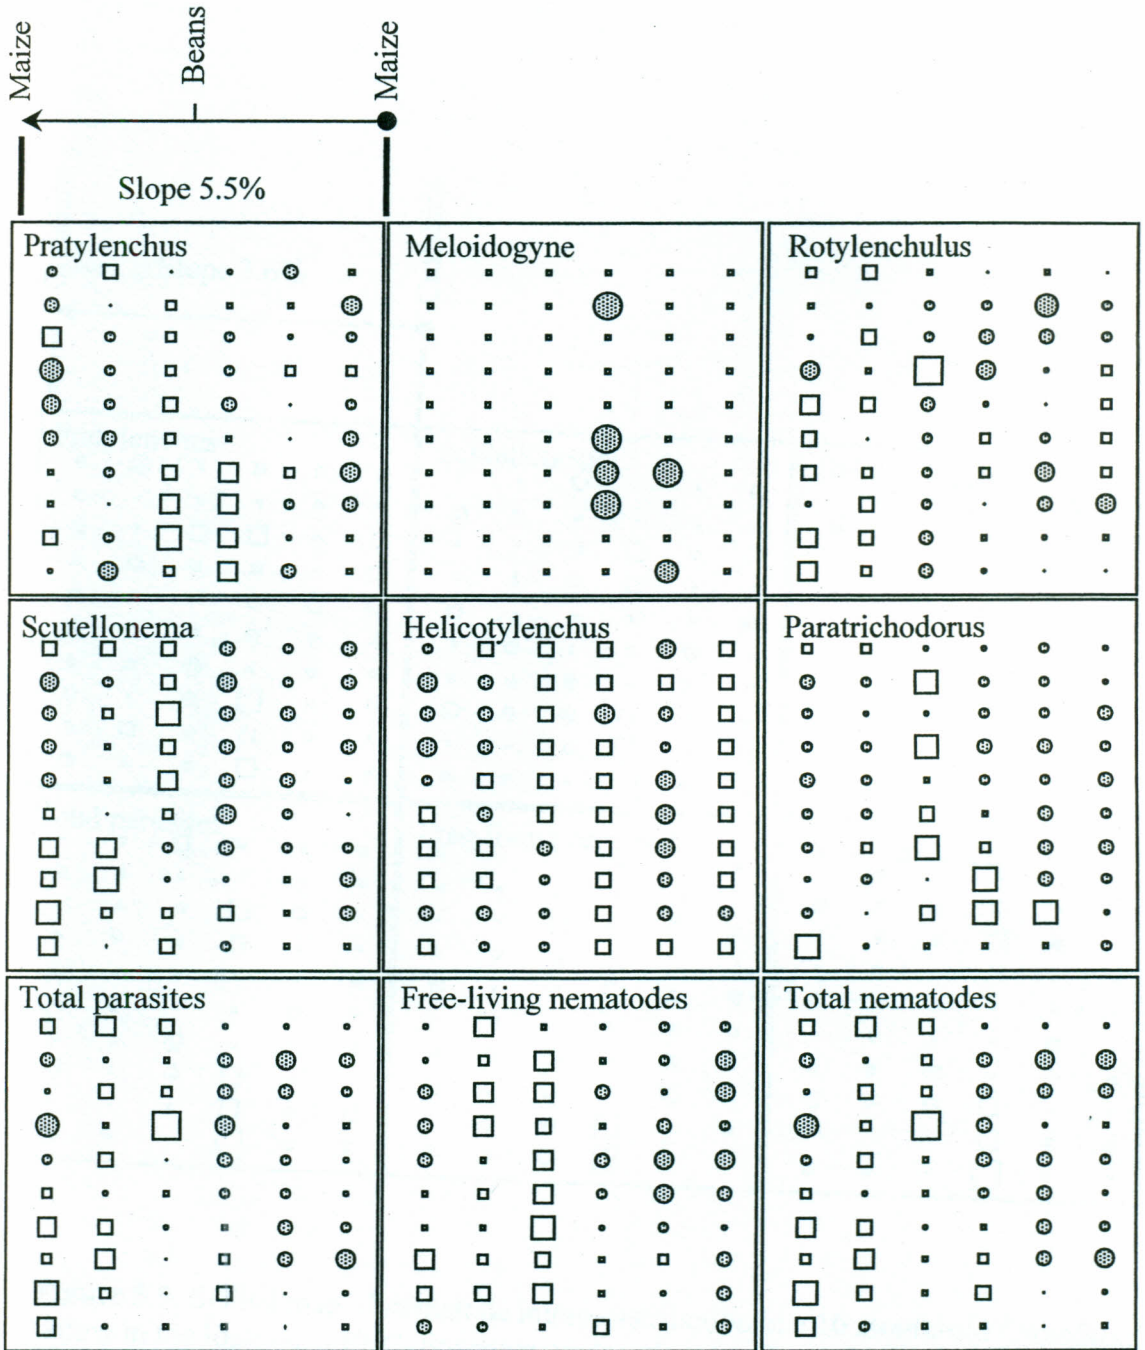 Maize
Beans
Maize
Slope 5.5%
Pratylenchus
Meloidogyne
Rotylenchulus
Scutellonema
Helicotylenchus
Paratrichodorus
Total parasites
Free-living nematodes
Total nematodes